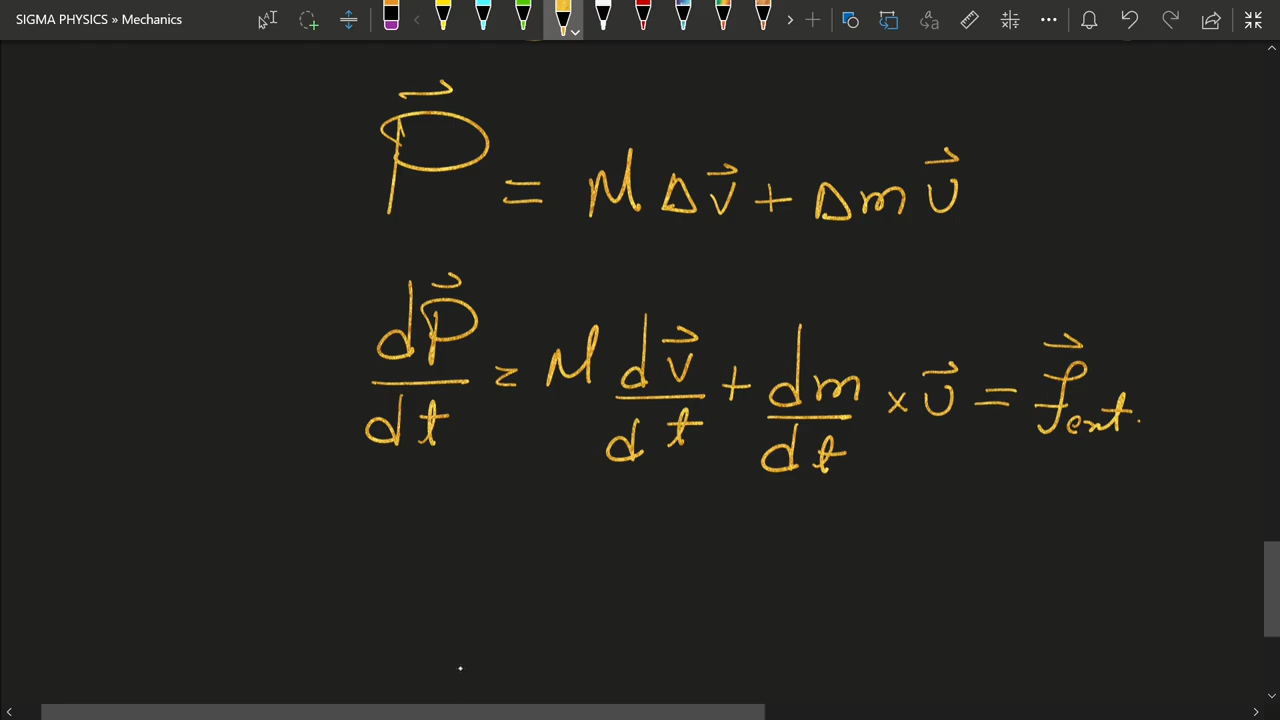 SIGMA PHYSICS » Mechanics
P⃗ = M Δv⃗ + Δm u⃗
dP⃗/dt = M dv⃗/dt + dm/dt × u⃗ = F⃗ext.